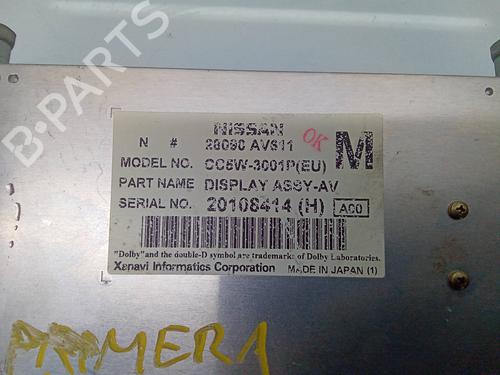 B-PARTS
NISSAN
OK
M
N # 28090 AV611
MODEL NO. CC6W-3001P(EU)
PART NAME DISPLAY ASSY-AV
SERIAL NO. 20108414 (H) A00
"Dolby" and the double-D symbol are trademarks of Dolby Laboratories.
Xanavi Informatics Corporation MADE IN JAPAN (1)
PRIMERA